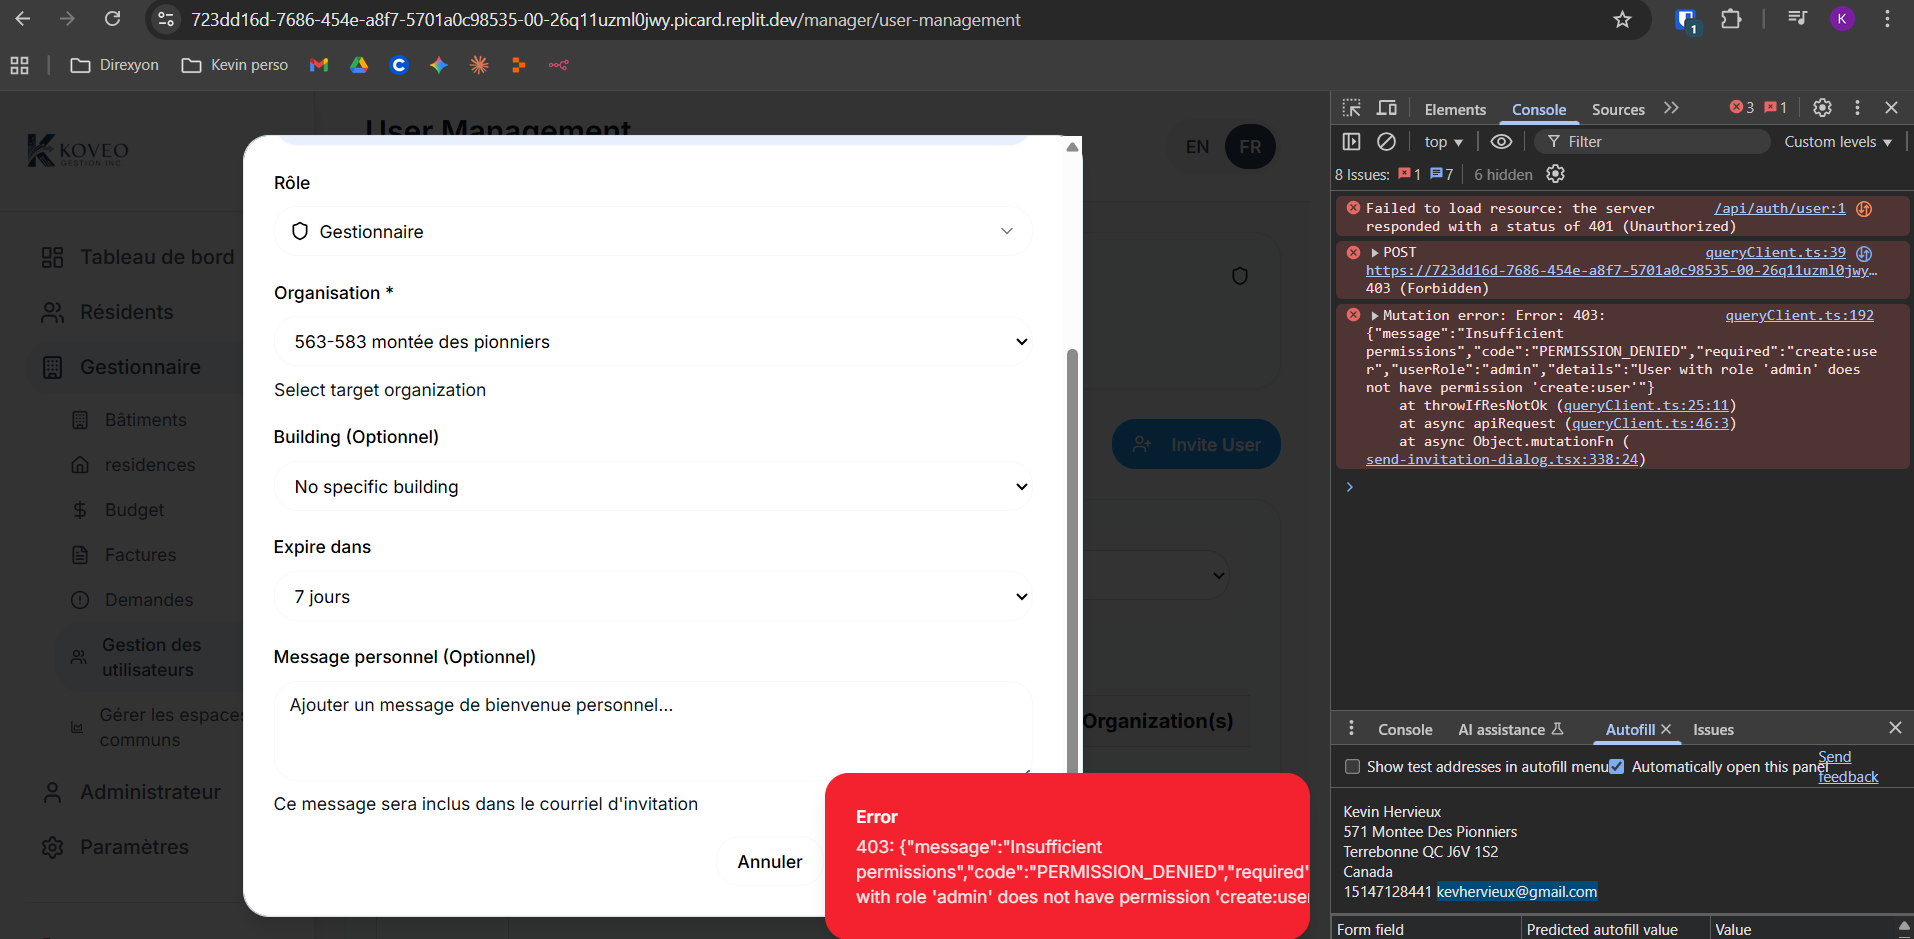 723dd16d-7686-454e-a8f7-5701a0c98535-00-26q11uzml0jwy.picard.replit.dev/manager/user-management
1
K
Direxyon
Kevin perso
KOVEO
GESTION INC.
Tableau de bord
Résidents
Gestionnaire
Bâtiments
residences
Budget
Factures
Demandes
Gestion des
utilisateurs
Gérer les espaces
communs
Administrateur
Paramètres
User Management
EN
FR
Invite User
Organization(s)
Rôle
Gestionnaire
Organisation *
563-583 montée des pionniers
Select target organization
Building (Optionnel)
No specific building
Expire dans
7 jours
Message personnel (Optionnel)
Ajouter un message de bienvenue personnel...
Ce message sera inclus dans le courriel d'invitation
Annuler
Error
403: {"message":"Insufficient
permissions","code":"PERMISSION_DENIED","required"
with role 'admin' does not have permission 'create:user
Elements
Console
Sources
3
1
top
Filter
Custom levels
8 Issues:
1
7
6 hidden
Failed to load resource: the server /api/auth/user:1
responded with a status of 401 (Unauthorized)
POST queryClient.ts:39
https://723dd16d-7686-454e-a8f7-5701a0c98535-00-26q11uzml0jwy…
403 (Forbidden)
Mutation error: Error: 403: queryClient.ts:192
{"message":"Insufficient
permissions","code":"PERMISSION_DENIED","required":"create:use
r","userRole":"admin","details":"User with role 'admin' does
not have permission 'create:user'"}
at throwIfResNotOk (queryClient.ts:25:11)
at async apiRequest (queryClient.ts:46:3)
at async Object.mutationFn (
send-invitation-dialog.tsx:338:24)
Console
AI assistance
Autofill
Issues
Show test addresses in autofill menu
Automatically open this panel
Send
feedback
Kevin Hervieux
571 Montee Des Pionniers
Terrebonne QC J6V 1S2
Canada
15147128441 kevhervieux@gmail.com
Form field
Predicted autofill value
Value